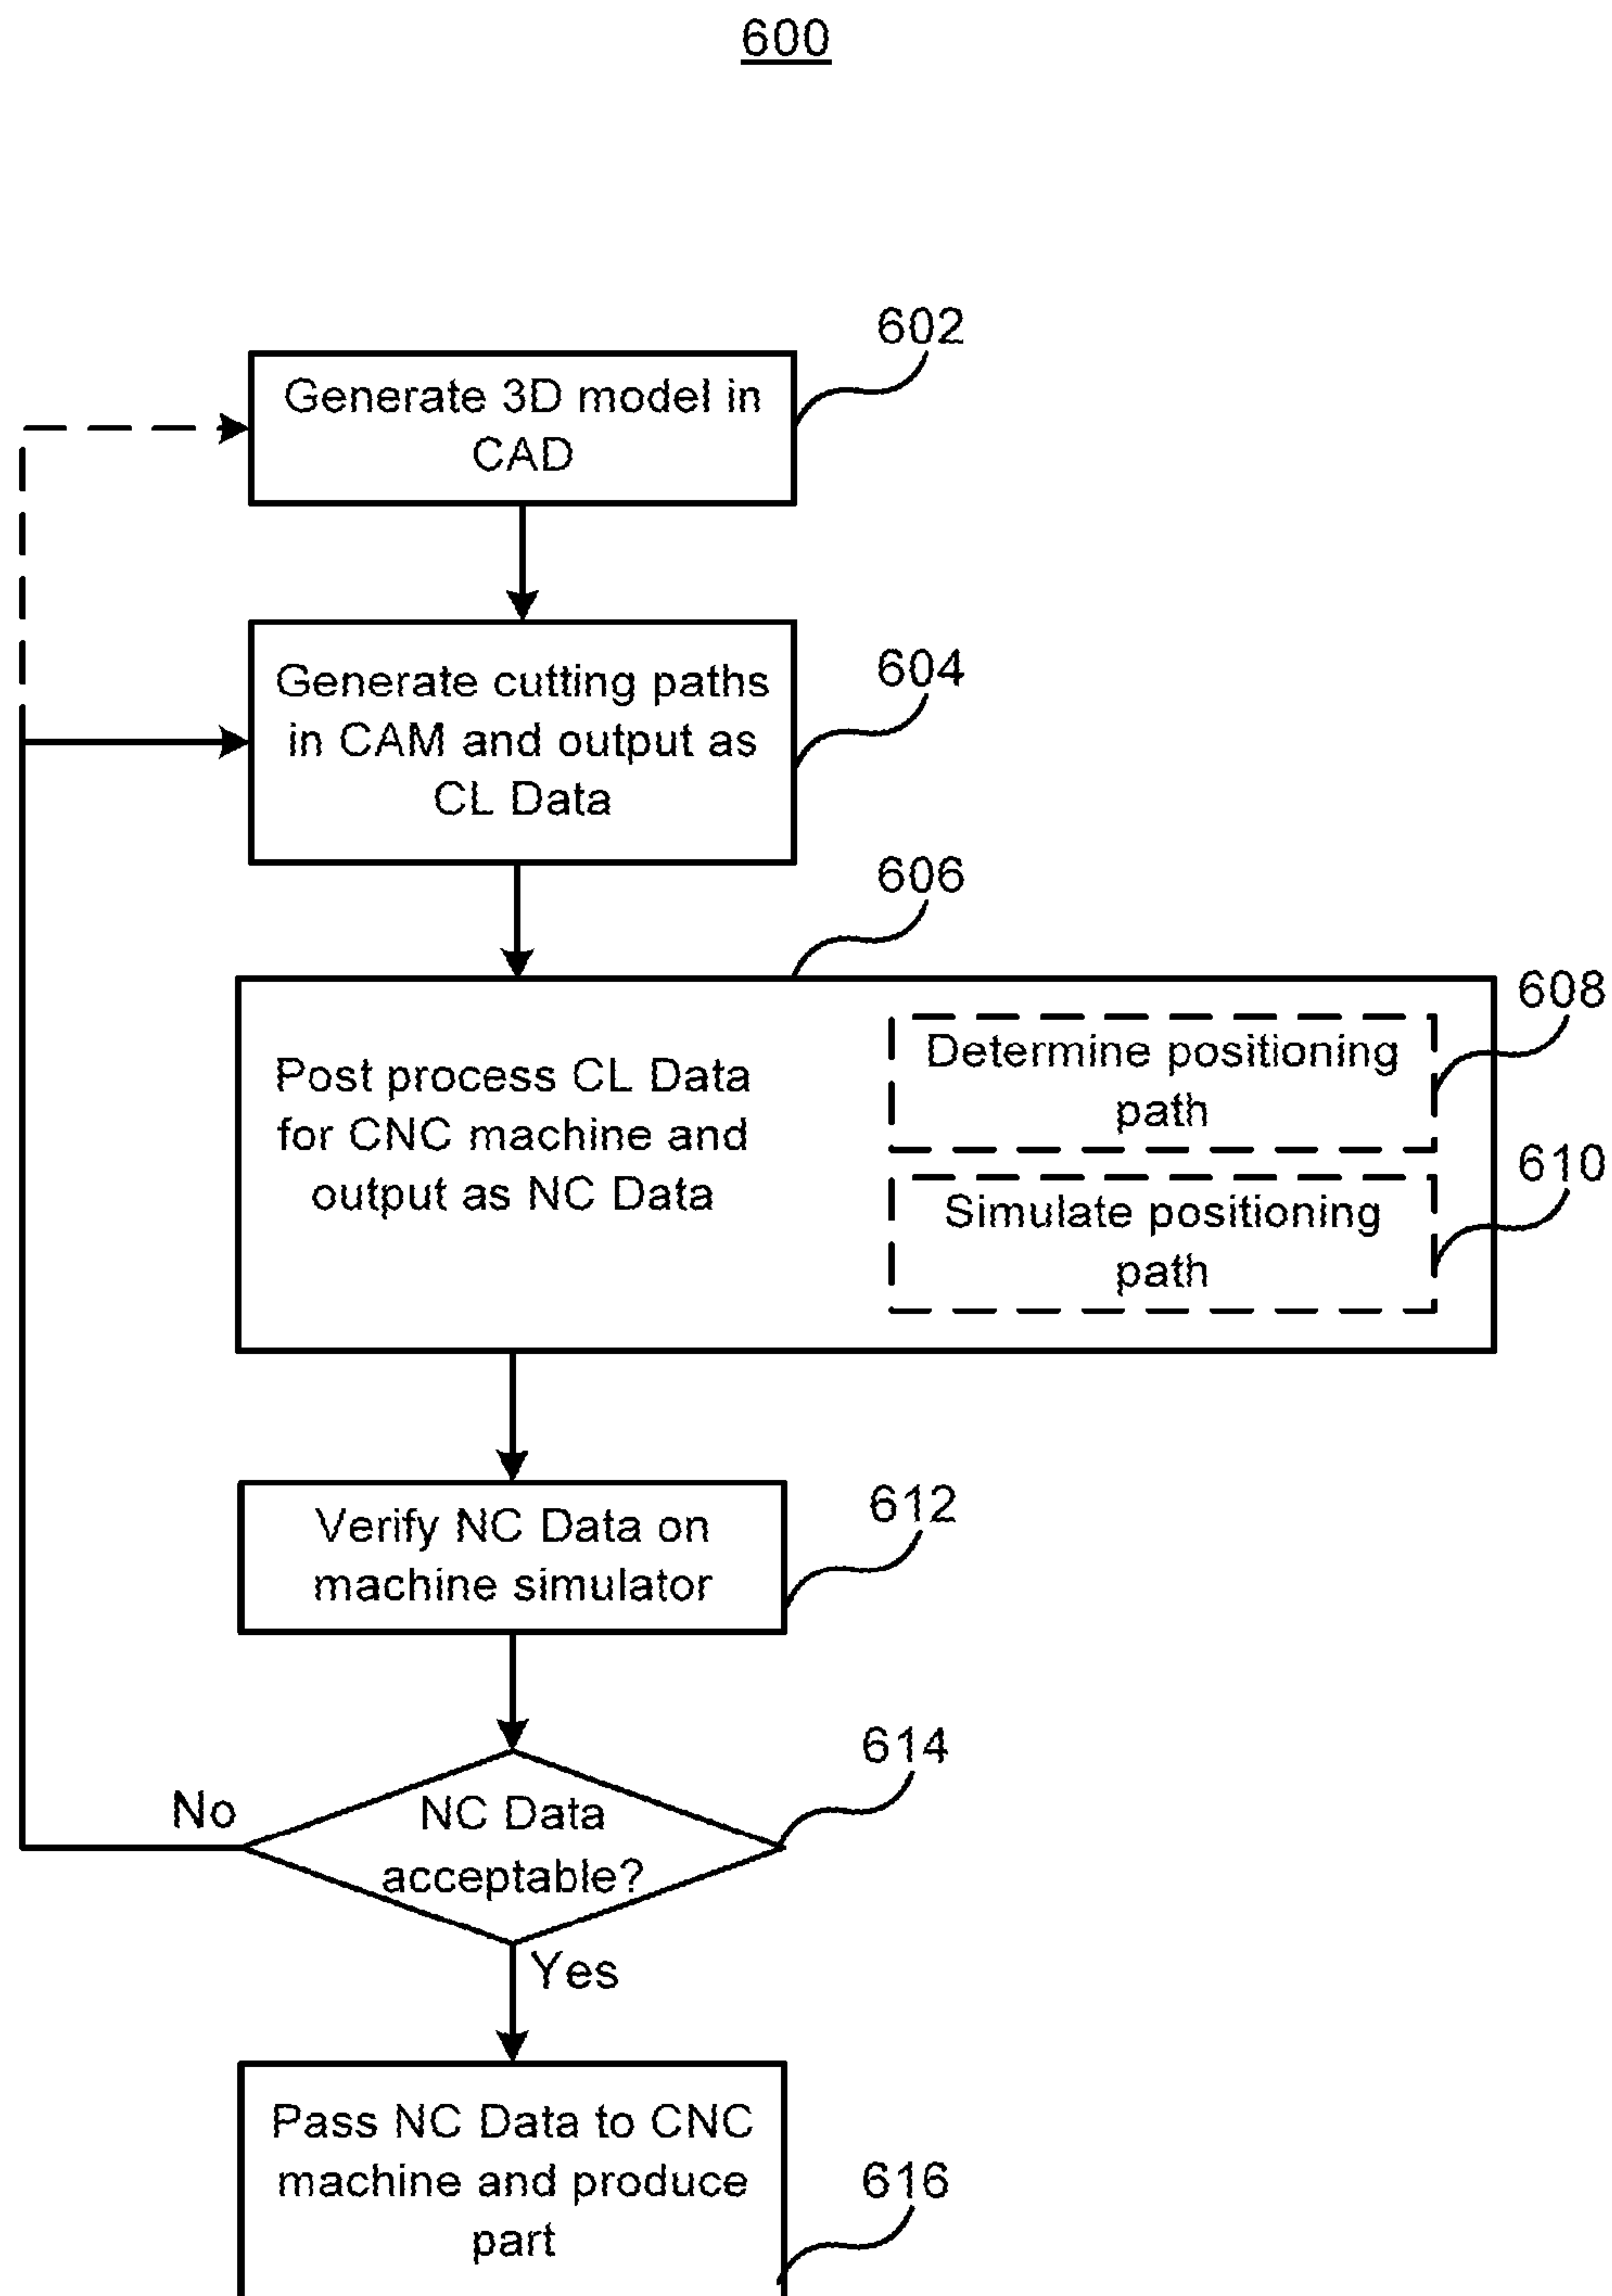 600
602
Generate 3D model in
CAD
604
Generate cutting paths
in CAM and output as
CL Data
606
Post process CL Data
for CNC machine and
output as NC Data
608
Determine positioning
path
610
Simulate positioning
path
612
Verify NC Data on
machine simulator
614
NC Data
acceptable?
No
Yes
616
Pass NC Data to CNC
machine and produce
part